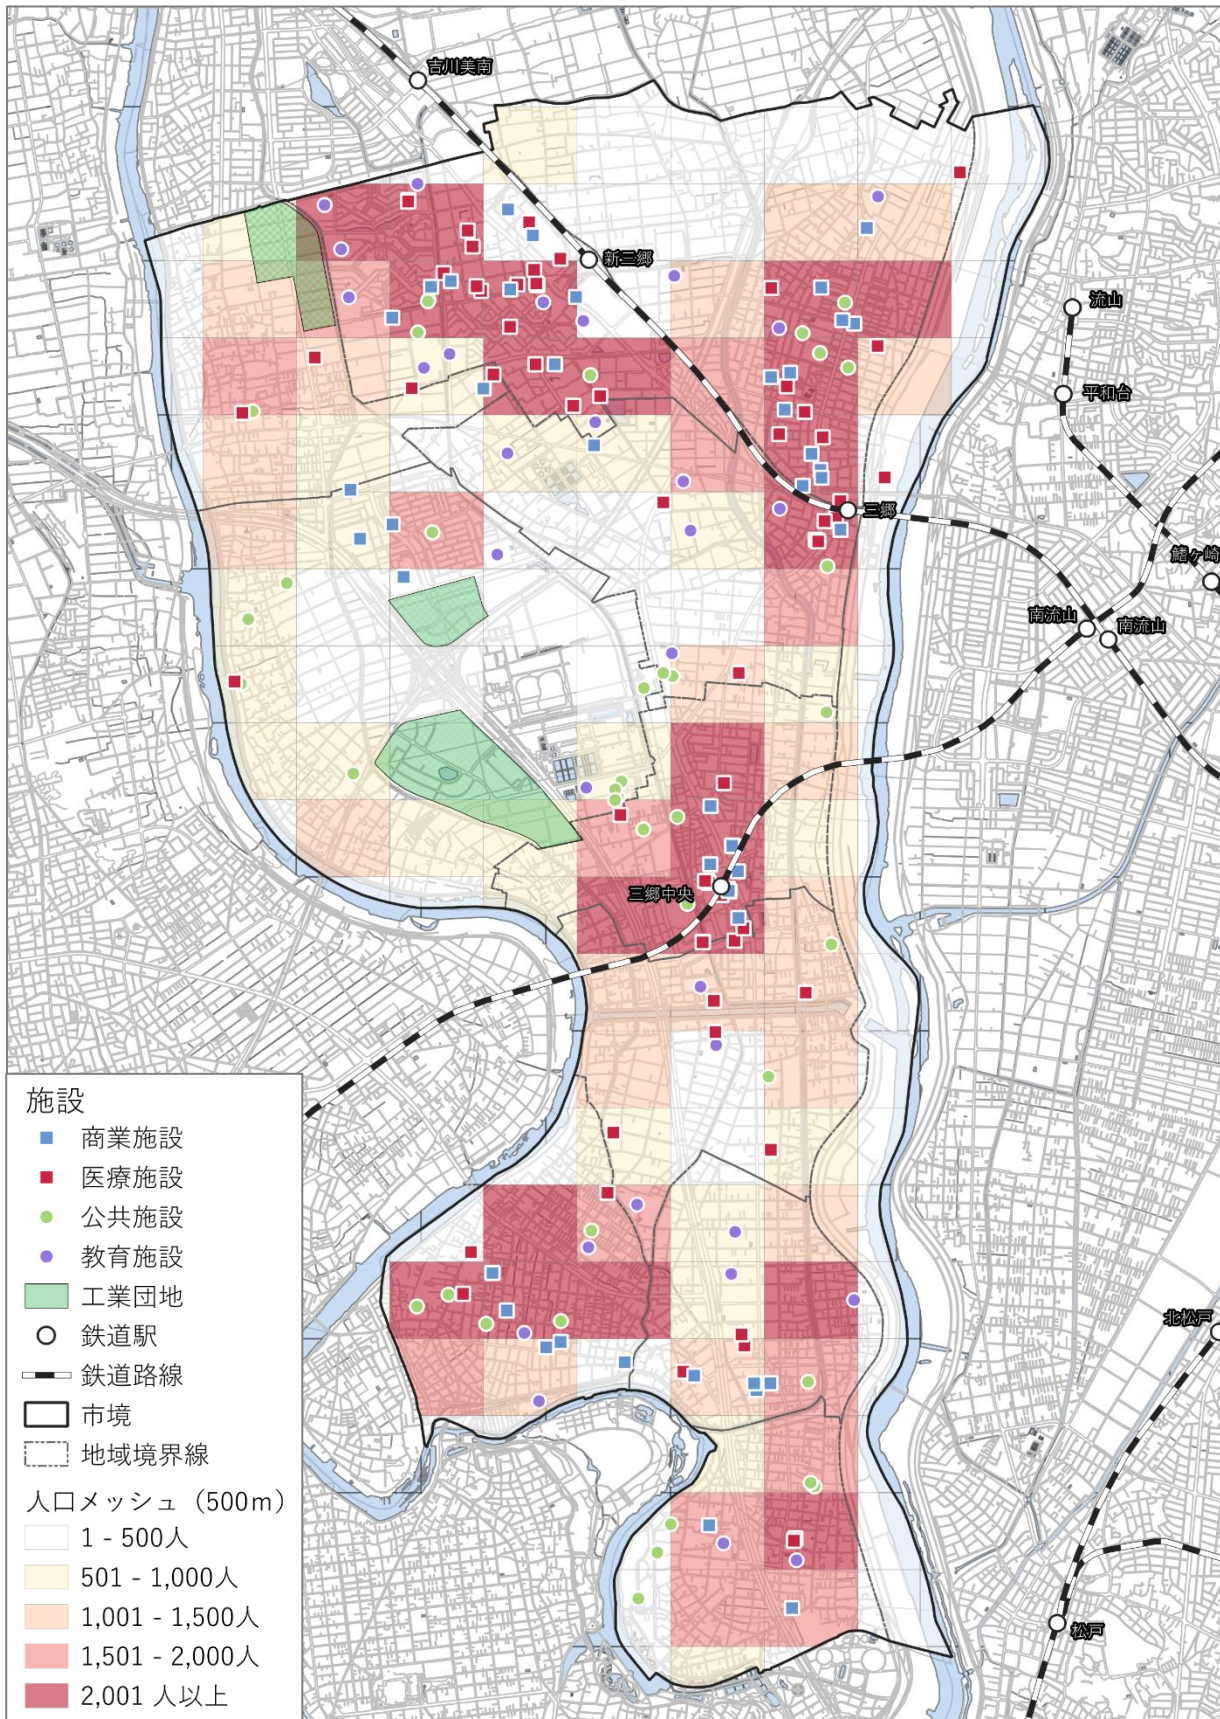 吉川美南
新三郷
流山
平和台
三郷
鰭ヶ崎
南流山
南流山
三郷中央
北松戸
松戸
施設
商業施設
医療施設
公共施設
教育施設
工業団地
鉄道駅
鉄道路線
市境
地域境界線
人口メッシュ（500m）
1 - 500人
501 - 1,000人
1,001 - 1,500人
1,501 - 2,000人
2,001 人以上